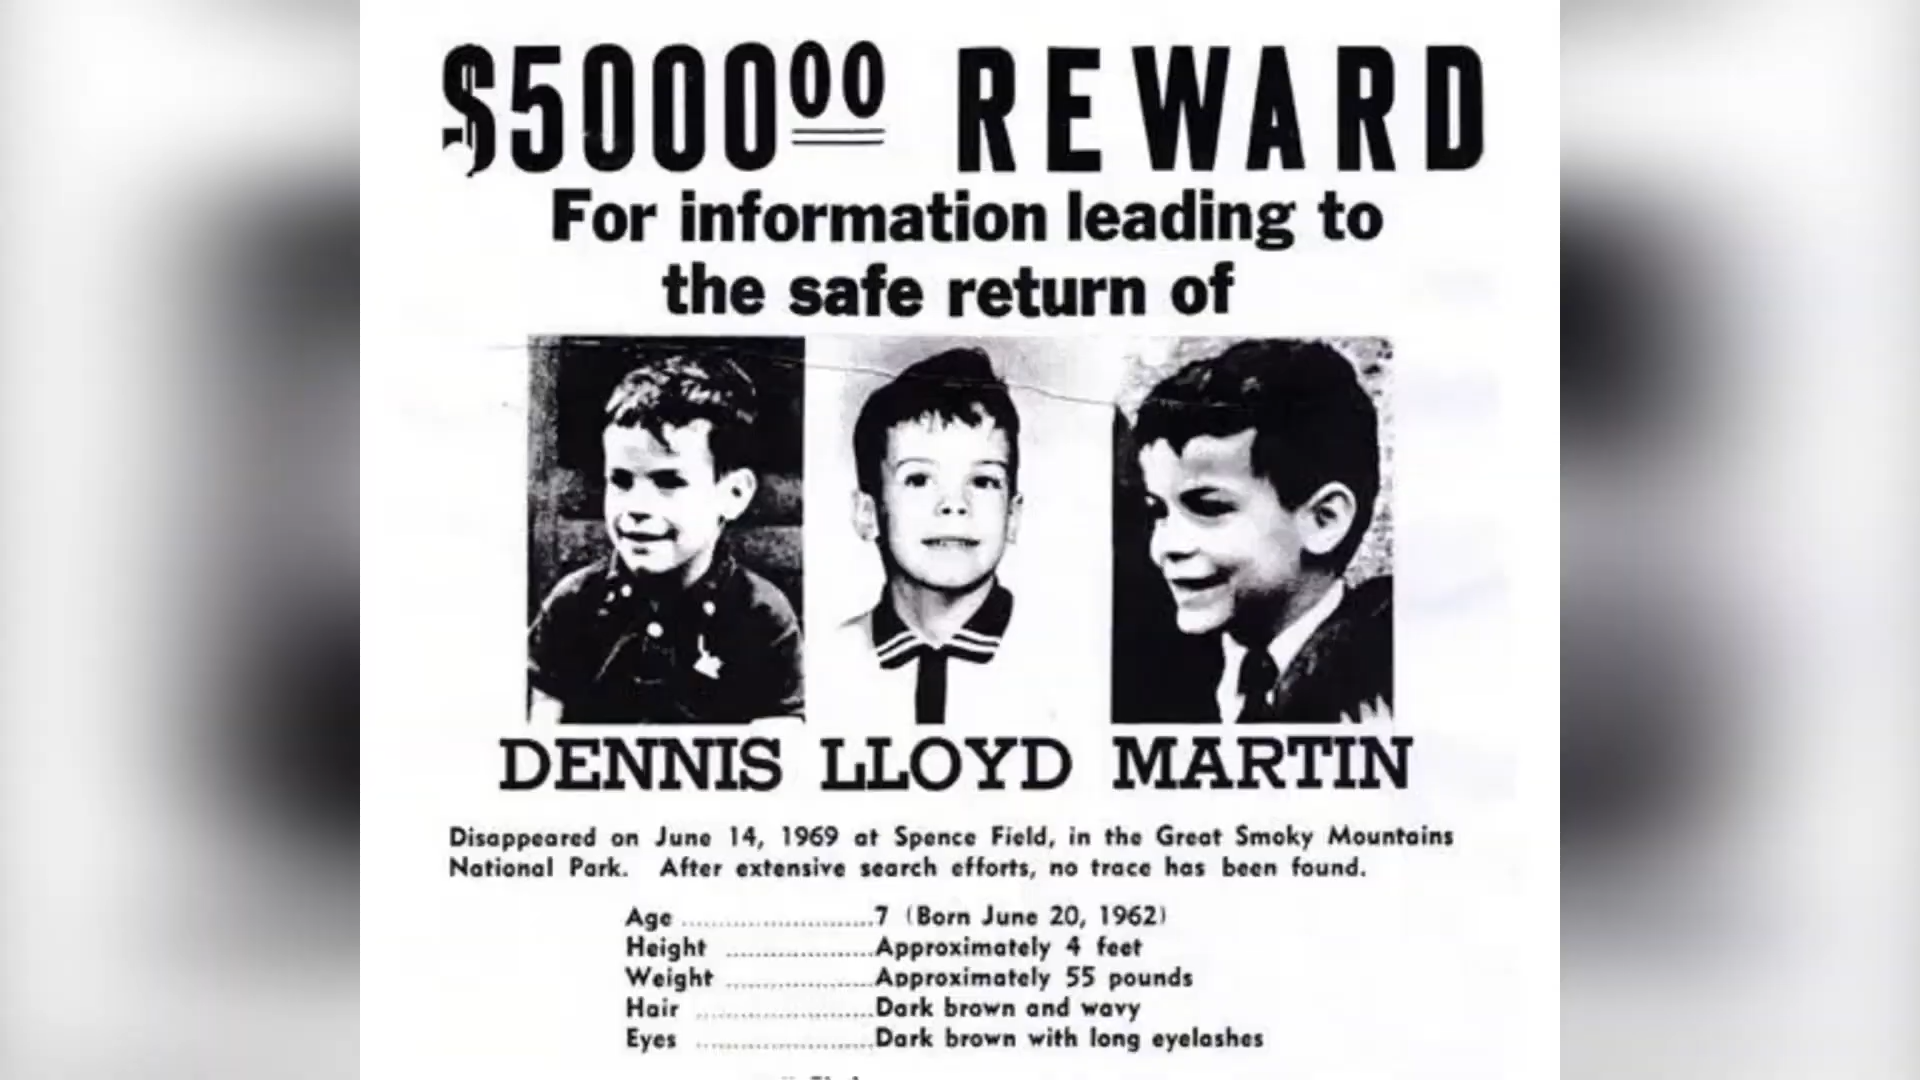 $500000 REWARD
For information leading to
the safe return of
DENNIS LLOYD MARTIN
Disappeared on June 14, 1969 at Spence Field, in the Great Smoky Mountains
National Park. After extensive search efforts, no trace has been found.
Age ........................7 (Born June 20, 1962)
Height ..................Approximately 4 feet
Weight ..................Approximately 55 pounds
Hair ......................Dark brown and wavy
Eyes ......................Dark brown with long eyelashes